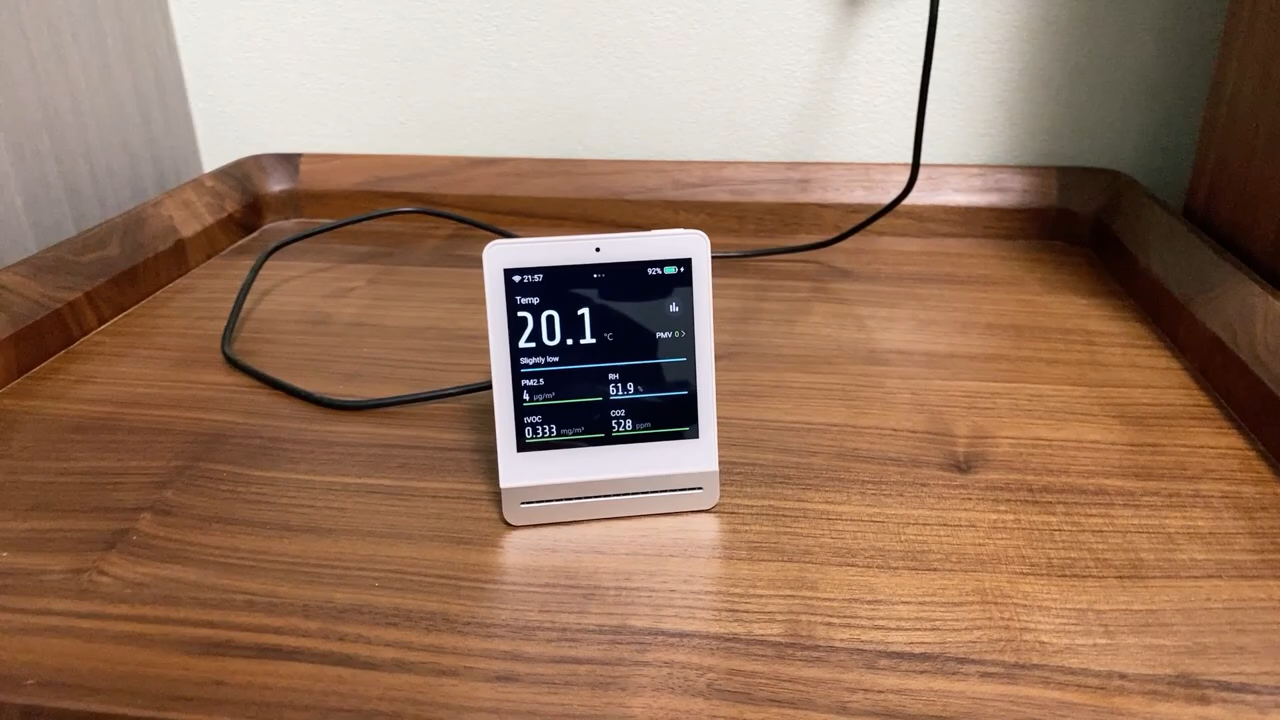 21:57
92%
Temp
20.1 °C
PMV 0
Slightly low
PM2.5
4 µg/m³
RH
61.9 %
tVOC
0.333 mg/m³
CO2
528 ppm